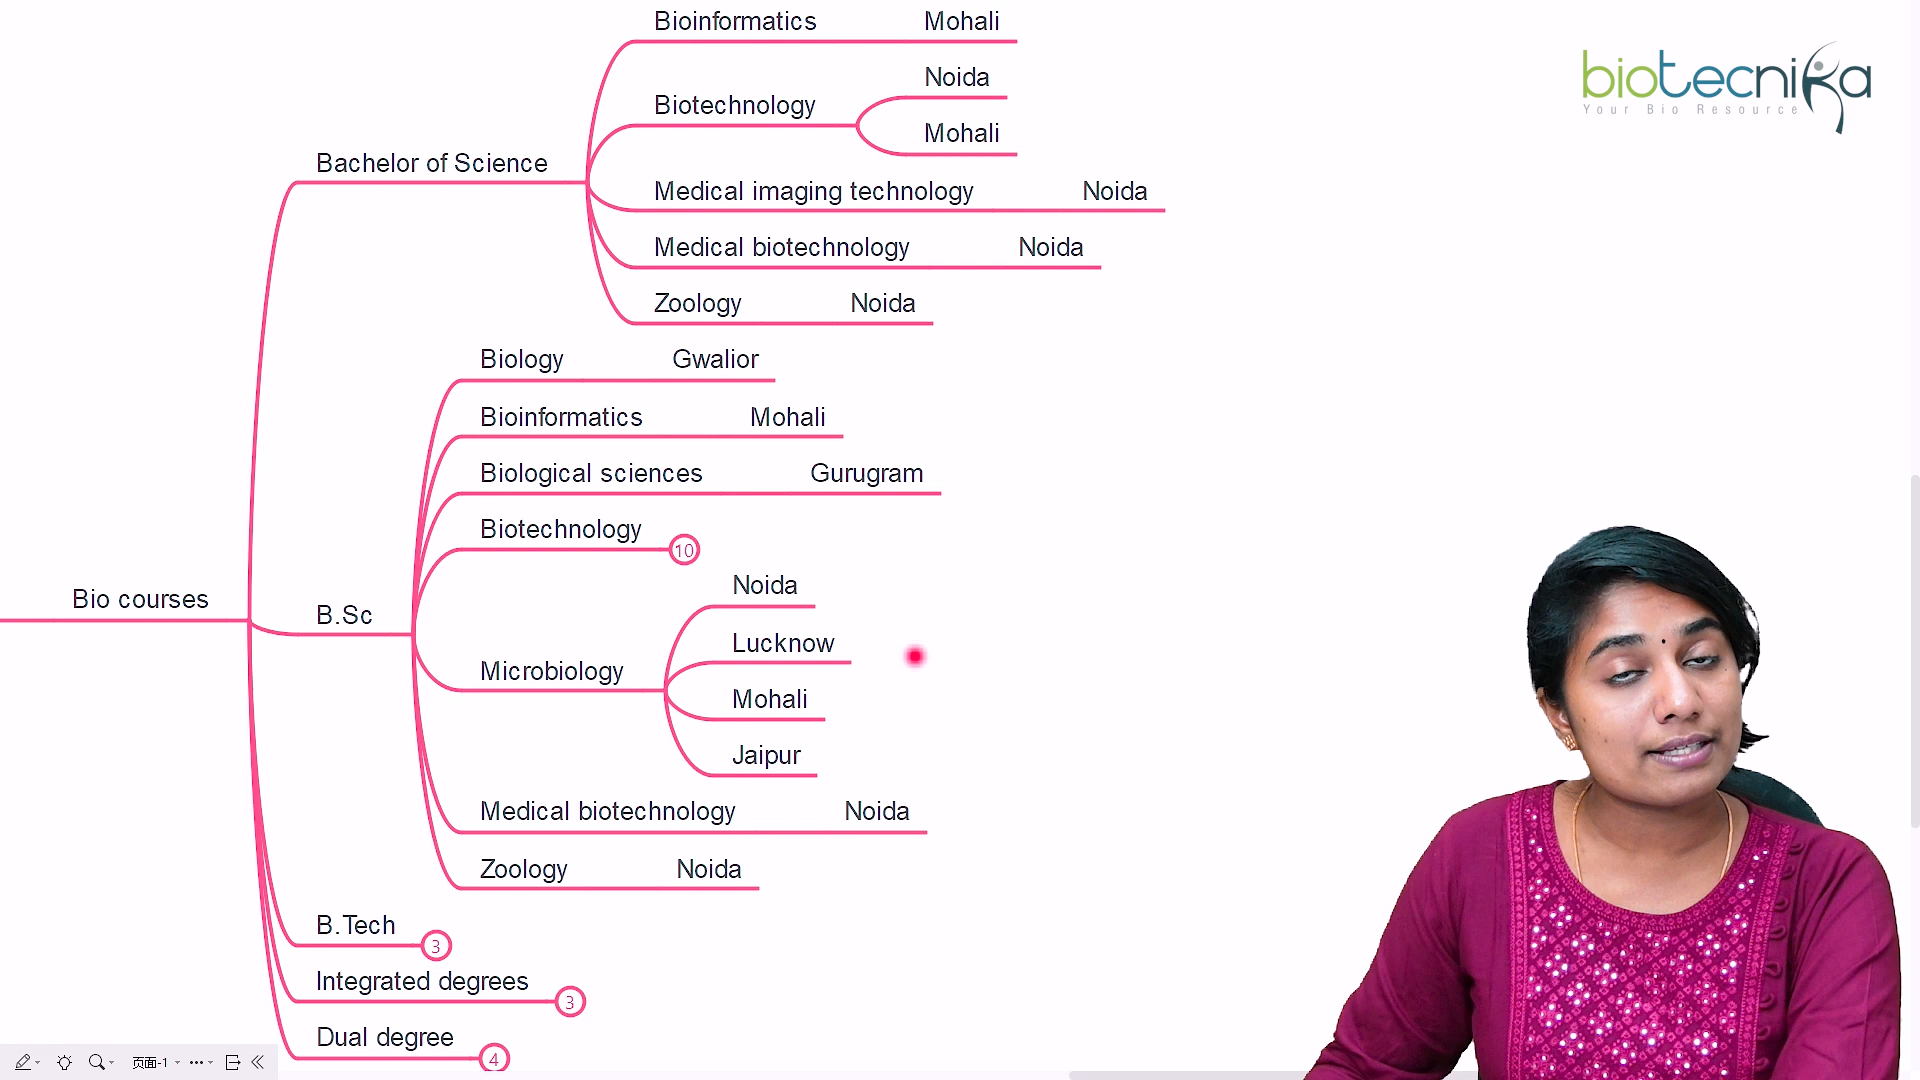 Bioinformatics Mohali
Noida
Biotechnology
Mohali
Bachelor of Science
Medical imaging technology Noida
Medical biotechnology Noida
Zoology Noida
Biology Gwalior
Bioinformatics Mohali
Biological sciences Gurugram
Biotechnology 10
Noida
Bio courses
B.Sc
Lucknow
Microbiology
Mohali
Jaipur
Medical biotechnology Noida
Zoology Noida
B.Tech 3
Integrated degrees 3
Dual degree 4
biotecnika
Your Bio Resource
页面-1